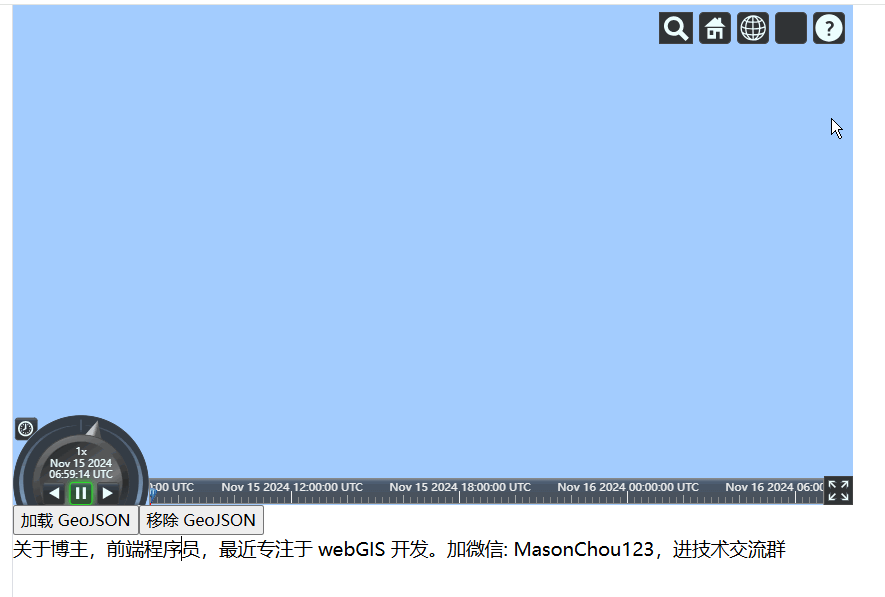 ?
1x
Nov 15 2024
06:59:14 UTC
:00 UTC Nov 15 2024 12:00:00 UTC Nov 15 2024 18:00:00 UTC Nov 16 2024 00:00:00 UTC Nov 16 2024 06:00
加载 GeoJSON 移除 GeoJSON
关于博主，前端程序员，最近专注于 webGIS 开发。加微信: MasonChou123，进技术交流群